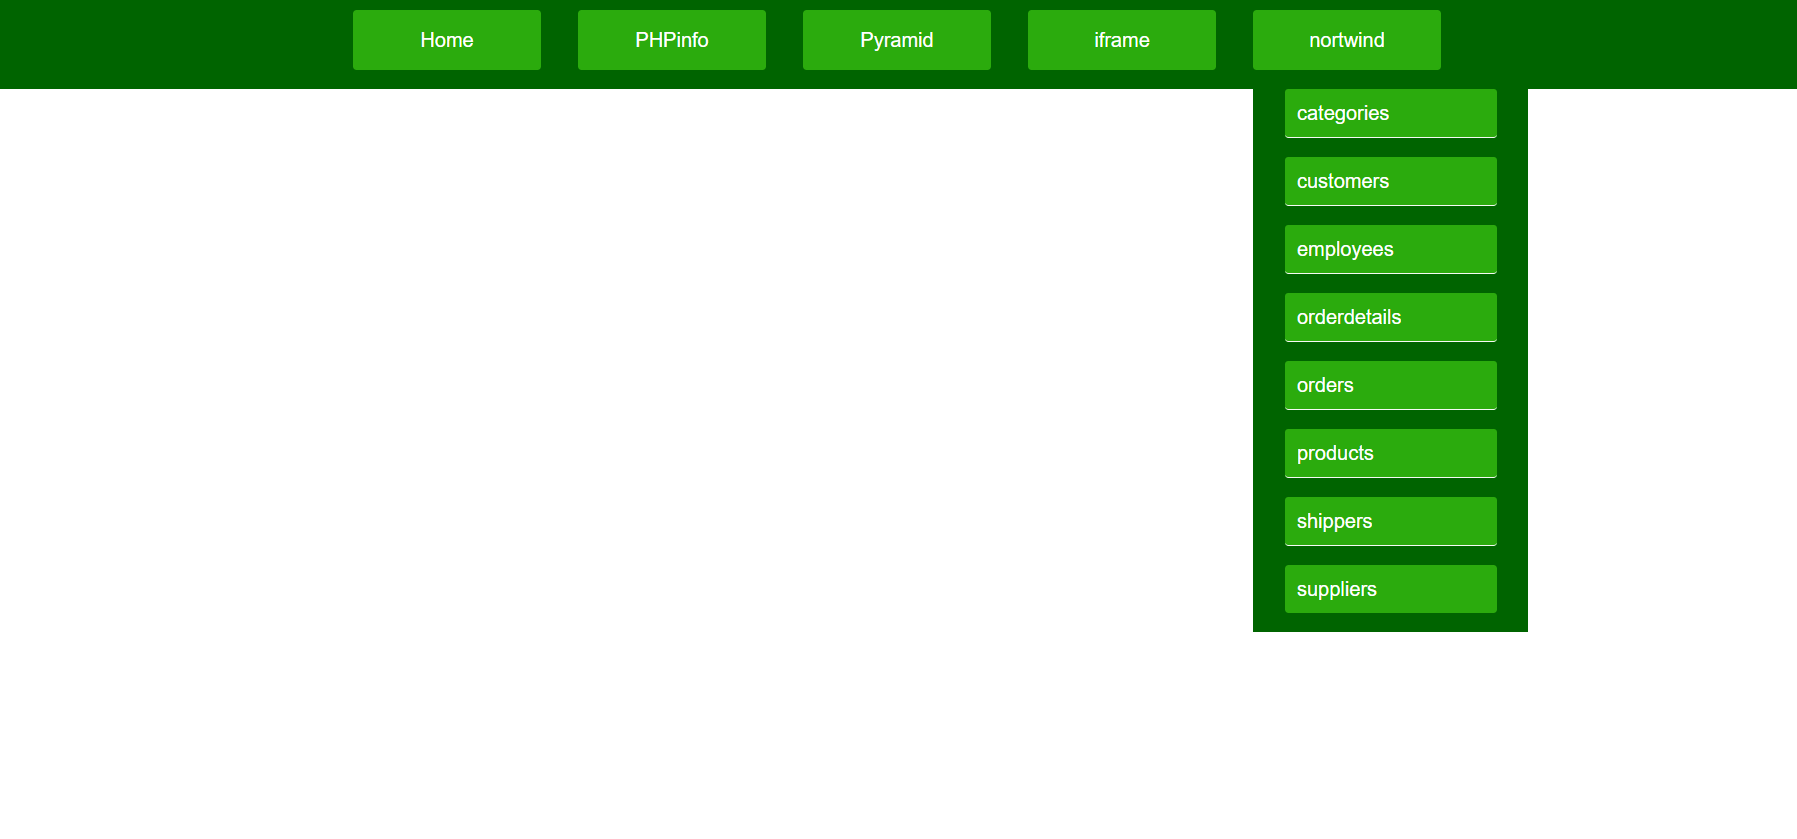 Home PHPinfo Pyramid iframe nortwind
categories
customers
employees
orderdetails
orders
products
shippers
suppliers